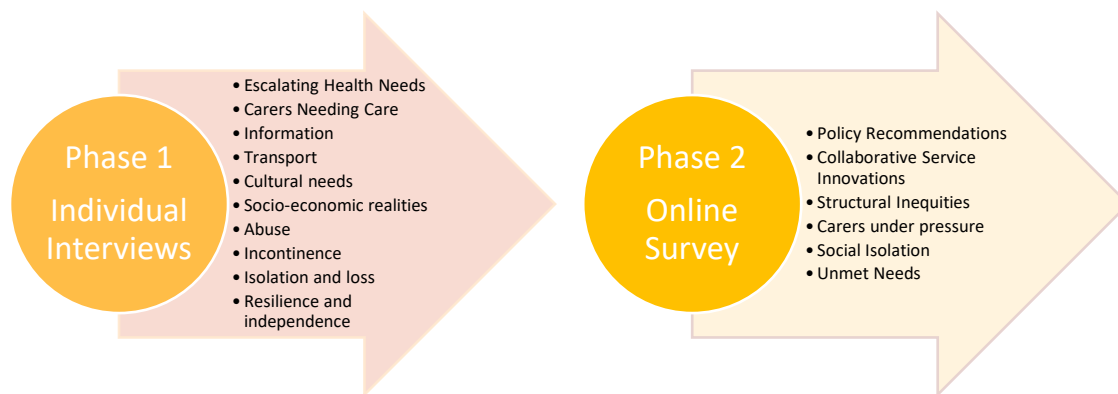 Phase 1
Individual
Interviews
• Escalating Health Needs
• Carers Needing Care
• Information
• Transport
• Cultural needs
• Socio-economic realities
• Abuse
• Incontinence
• Isolation and loss
• Resilience and
independence
Phase 2
Online
Survey
• Policy Recommendations
• Collaborative Service
Innovations
• Structural Inequities
• Carers under pressure
• Social Isolation
• Unmet Needs